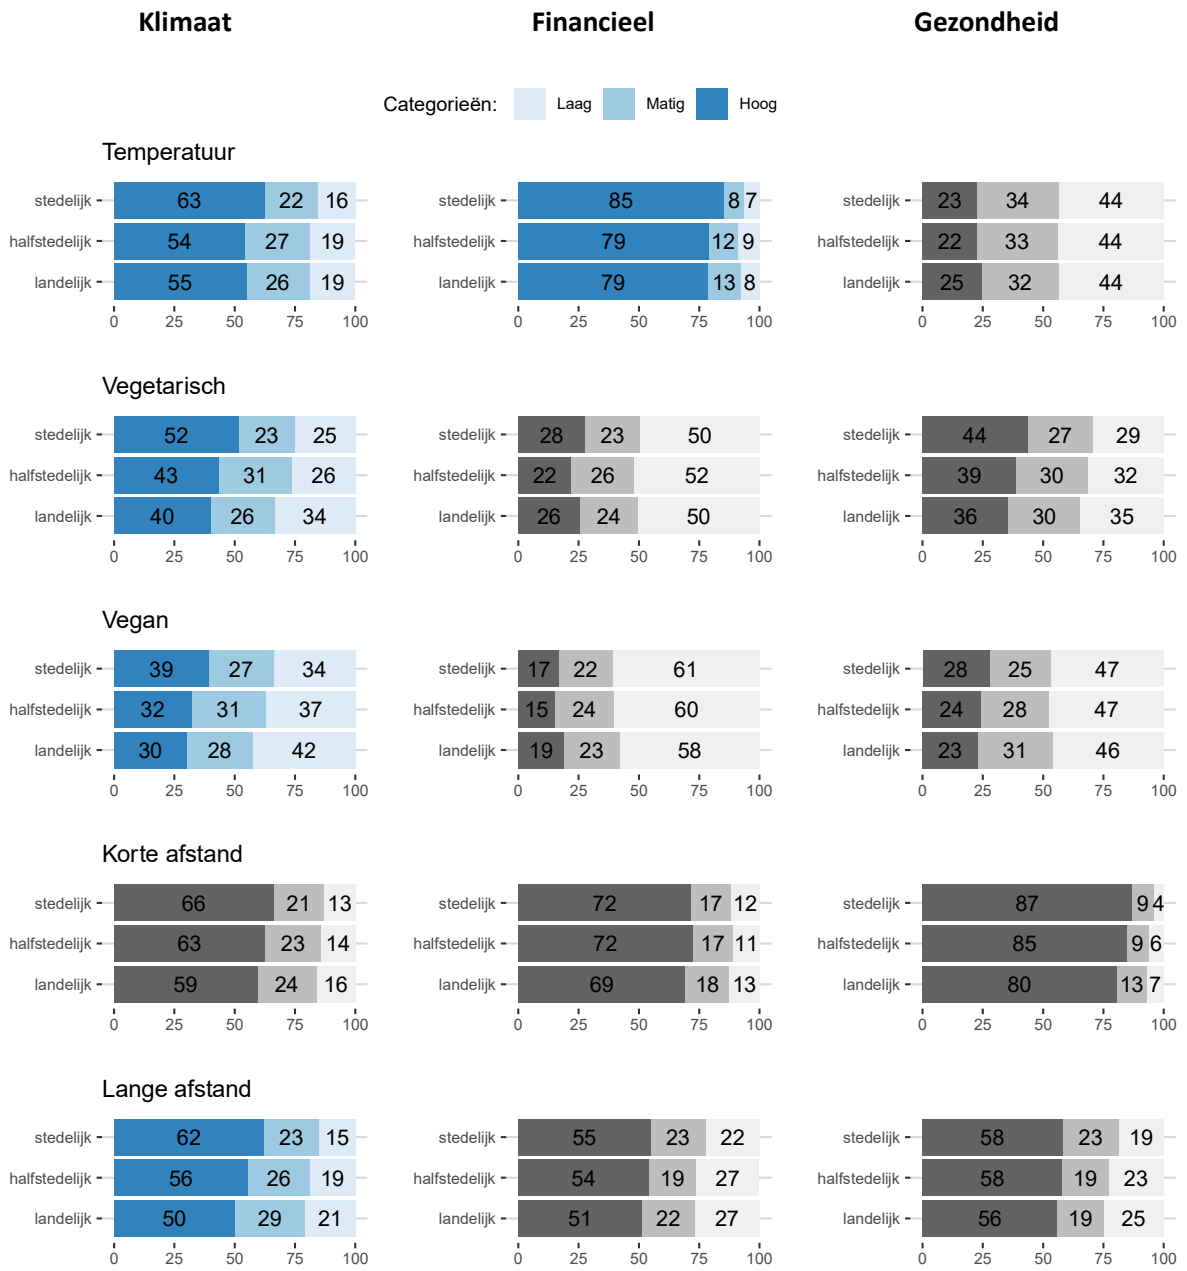 Klimaat Financieel Gezondheid
Categorieën: Laag Matig Hoog
Temperatuur
stedelijk 63 22 16 stedelijk 85 8 7 stedelijk 23 34 44
halfstedelijk 54 27 19 halfstedelijk 79 12 9 halfstedelijk 22 33 44
landelijk 55 26 19 landelijk 79 13 8 landelijk 25 32 44
0 25 50 75 100 0 25 50 75 100 0 25 50 75 100
Vegetarisch
stedelijk 52 23 25 stedelijk 28 23 50 stedelijk 44 27 29
halfstedelijk 43 31 26 halfstedelijk 22 26 52 halfstedelijk 39 30 32
landelijk 40 26 34 landelijk 26 24 50 landelijk 36 30 35
0 25 50 75 100 0 25 50 75 100 0 25 50 75 100
Vegan
stedelijk 39 27 34 stedelijk 17 22 61 stedelijk 28 25 47
halfstedelijk 32 31 37 halfstedelijk 15 24 60 halfstedelijk 24 28 47
landelijk 30 28 42 landelijk 19 23 58 landelijk 23 31 46
0 25 50 75 100 0 25 50 75 100 0 25 50 75 100
Korte afstand
stedelijk 66 21 13 stedelijk 72 17 12 stedelijk 87 9 4
halfstedelijk 63 23 14 halfstedelijk 72 17 11 halfstedelijk 85 9 6
landelijk 59 24 16 landelijk 69 18 13 landelijk 80 13 7
0 25 50 75 100 0 25 50 75 100 0 25 50 75 100
Lange afstand
stedelijk 62 23 15 stedelijk 55 23 22 stedelijk 58 23 19
halfstedelijk 56 26 19 halfstedelijk 54 19 27 halfstedelijk 58 19 23
landelijk 50 29 21 landelijk 51 22 27 landelijk 56 19 25
0 25 50 75 100 0 25 50 75 100 0 25 50 75 100